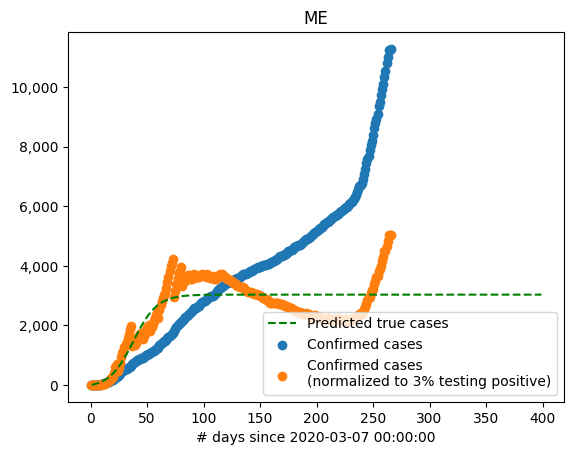 ME
10,000
8,000
6,000
4,000
2,000
0
Predicted true cases
Confirmed cases
Confirmed cases
(normalized to 3% testing positive)
0 50 100 150 200 250 300 350 400
# days since 2020-03-07 00:00:00